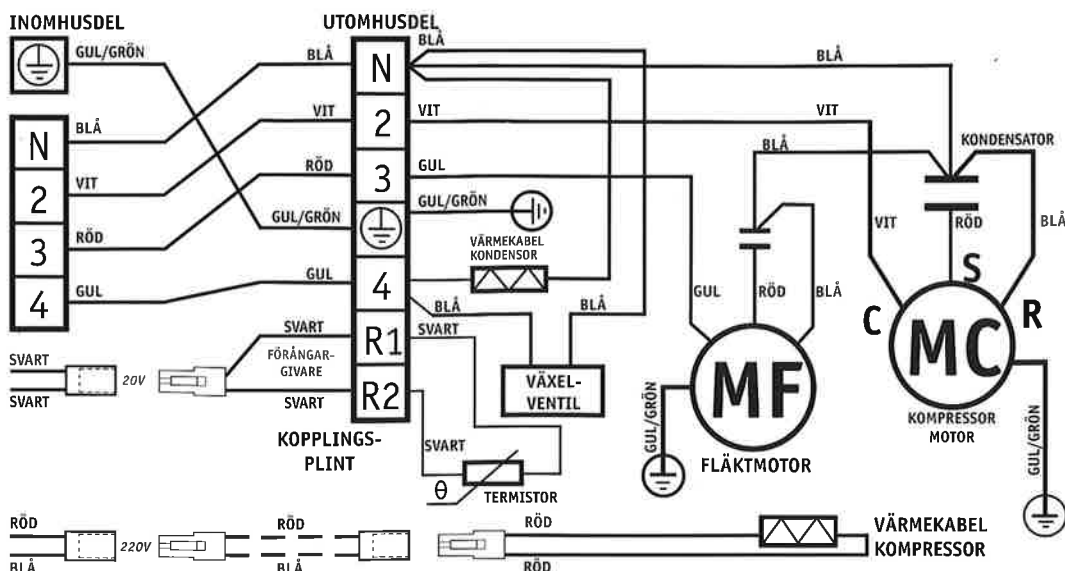 INOMHUSDEL
UTOMHUSDEL
GUL/GRÖN
BLÅ
N
BLÅ
BLÅ
N
BLÅ
VIT
2
VIT
VIT
2
VIT
BLÅ
KONDENSATOR
RÖD
3
GUL
3
RÖD
GUL/GRÖN
GUL/GRÖN
VIT
RÖD
BLÅ
VÄRMEKABEL
KONDENSOR
4
GUL
GUL
4
GUL
RÖD
BLÅ
S
C
R
MC
BLÅ
BLÅ
SVART
R1
SVART
FÖRÅNGAR-
GIVARE
SVART
20V
SVART
SVART
R2
VÄXEL-
VENTIL
MF
KOMPRESSOR
MOTOR
GUL/GRÖN
GUL/GRÖN
KOPPLINGS-
PLINT
SVART
FLÄKTMOTOR
θ
TERMISTOR
RÖD
220V
BLÅ
RÖD
BLÅ
RÖD
RÖD
VÄRMEKABEL
KOMPRESSOR